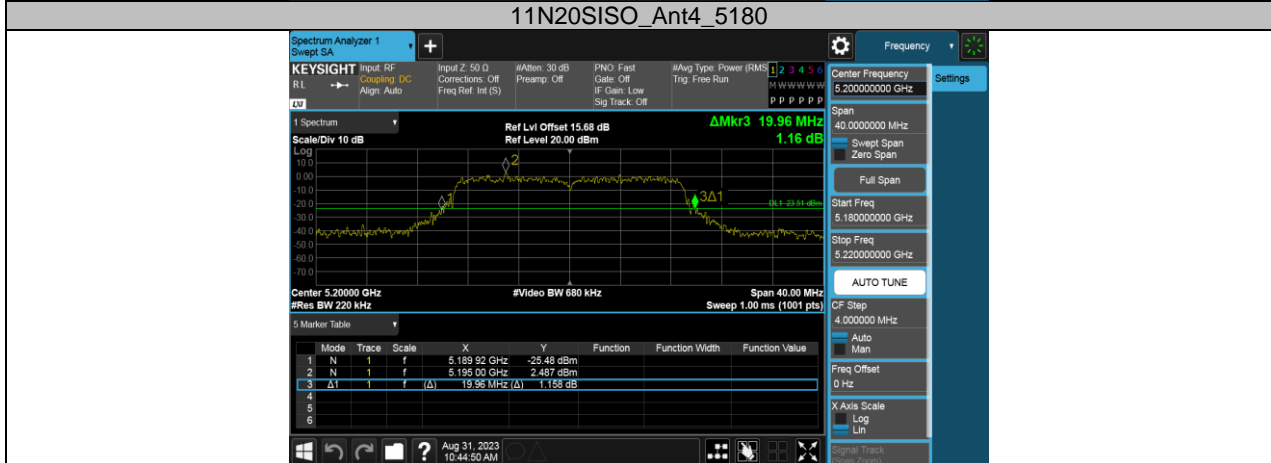 11N20SISO_Ant4_5180
Spectrum Analyzer 1
Swept SA
+
Frequency
KEYSIGHT
RL
LXI
Input: RF
Coupling: DC
Align: Auto
Input Z: 50 Ω
Corrections: Off
Freq Ref: Int (S)
#Atten: 30 dB
Preamp: Off
PNO: Fast
Gate: Off
IF Gain: Low
Sig Track: Off
#Avg Type: Power (RMS
Trig: Free Run
1 2 3 4 5 6
M W W W W W
P P P P P P
Center Frequency
5.200000000 GHz
Settings
Span
40.0000000 MHz
Swept Span
Zero Span
Full Span
Start Freq
5.180000000 GHz
Stop Freq
5.220000000 GHz
AUTO TUNE
CF Step
4.000000 MHz
Auto
Man
Freq Offset
0 Hz
X Axis Scale
Log
Lin
Signal Track
(Span Zoom)
1 Spectrum
Scale/Div 10 dB
Ref Lvl Offset 15.68 dB
Ref Level 20.00 dBm
ΔMkr3 19.96 MHz
1.16 dB
Log
10.0
0.00
-10.0
-20.0
-30.0
-40.0
-50.0
-60.0
-70.0
1
2
3Δ1
DL1 -23.51 dBm
Center 5.20000 GHz
#Video BW 680 kHz
Span 40.00 MHz
#Res BW 220 kHz
Sweep 1.00 ms (1001 pts)
5 Marker Table
Mode Trace Scale X Y Function Function Width Function Value
1 N 1 f 5.189 92 GHz -25.48 dBm
2 N 1 f 5.195 00 GHz 2.487 dBm
3 Δ1 1 f (Δ) 19.96 MHz (Δ) 1.158 dB
4
5
6
?
Aug 31, 2023
10:44:50 AM